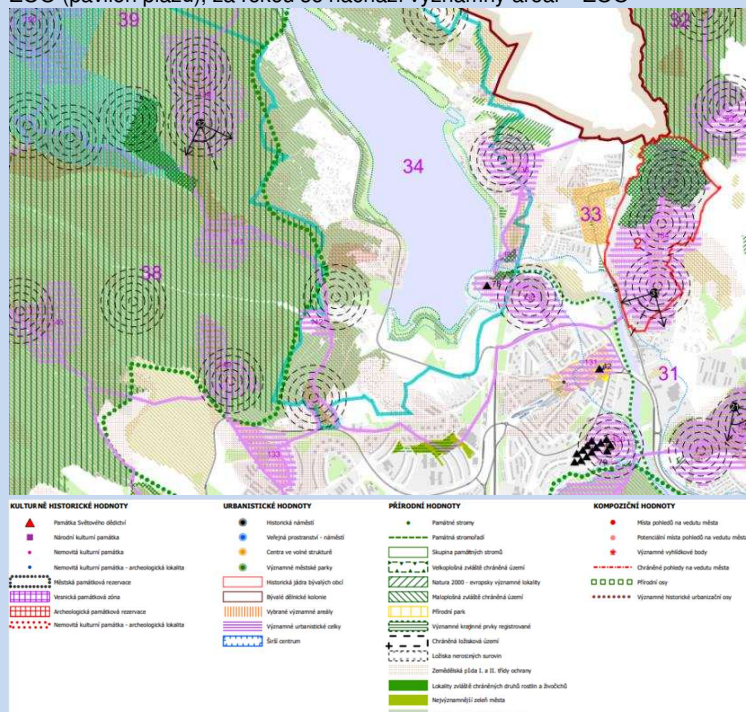 ZOO (pavilon plazů), za řekou se nachází významný areál – ZOO
39
32
34
33
38
2
31
131
133
KULTURNĚ HISTORICKÉ HODNOTY
Památka Světového dědictví
Národní kulturní památka
Nemovitá kulturní památka
Nemovitá kulturní památka - archeologická lokalita
Městská památková rezervace
Vesnická památková zóna
Archeologická památková rezervace
Nemovitá kulturní památka - archeologická lokalita
URBANISTICKÉ HODNOTY
Historická náměstí
Veřejná prostranství - náměstí
Centra ve volné struktuře
Významné městské parky
Historická jádra bývalých obcí
Bývalé dělnické kolonie
Vybrané významné areály
Významné urbanistické celky
Širší centrum
PŘÍRODNÍ HODNOTY
Památné stromy
Památná stromořadí
Skupina památných stromů
Velkoplošná zvláště chráněná území
Natura 2000 - evropsky významné lokality
Maloplošná zvláště chráněná území
Přírodní park
Významné krajinné prvky registrované
Chráněná ložisková území
Ložiska nerostných surovin
Zemědělská půda I. a II. třídy ochrany
Lokality zvláště chráněných druhů rostlin a živočichů
Nejvýznamnější zeleň města
KOMPOZIČNÍ HODNOTY
Místa pohledů na vedutu města
Potenciální místa pohledů na vedutu města
Významné vyhlídkové body
Chráněné pohledy na vedutu města
Přírodní osy
Významné historické urbanizační osy